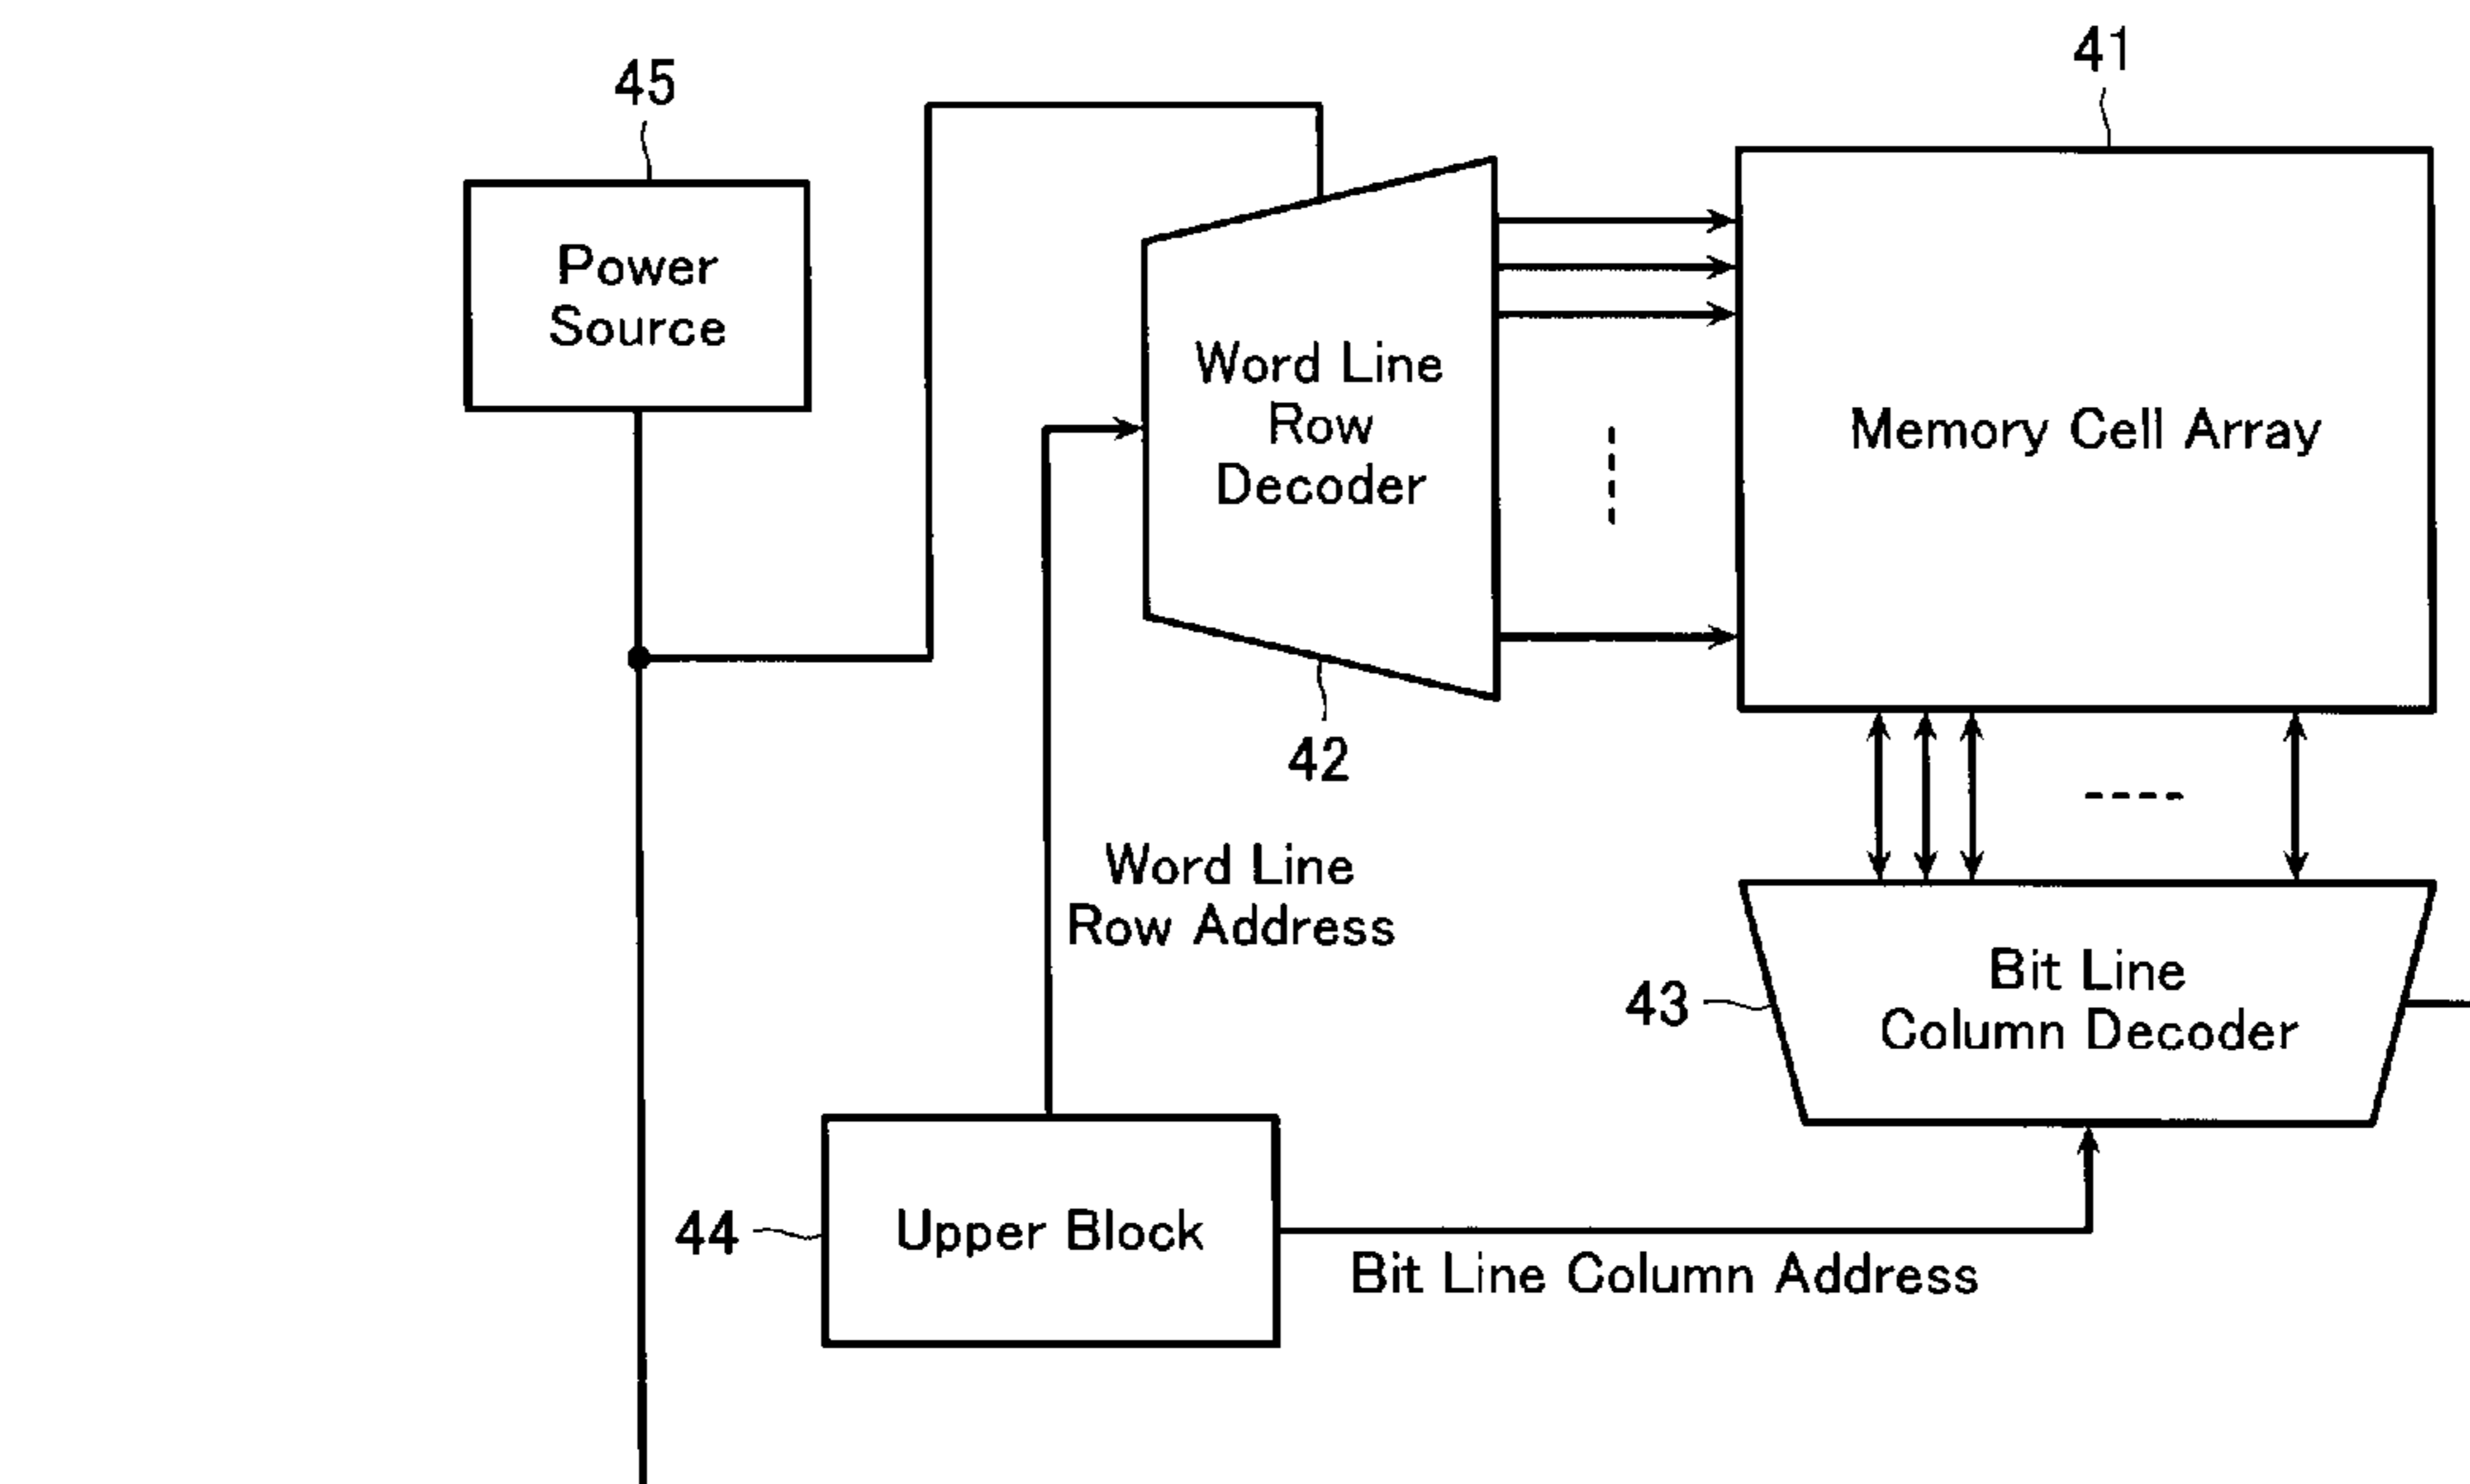 45
41
Power
Source
Word Line
Row
Decoder
Memory Cell Array
42
Word Line
Row Address
43
Bit Line
Column Decoder
44
Upper Block
Bit Line Column Address